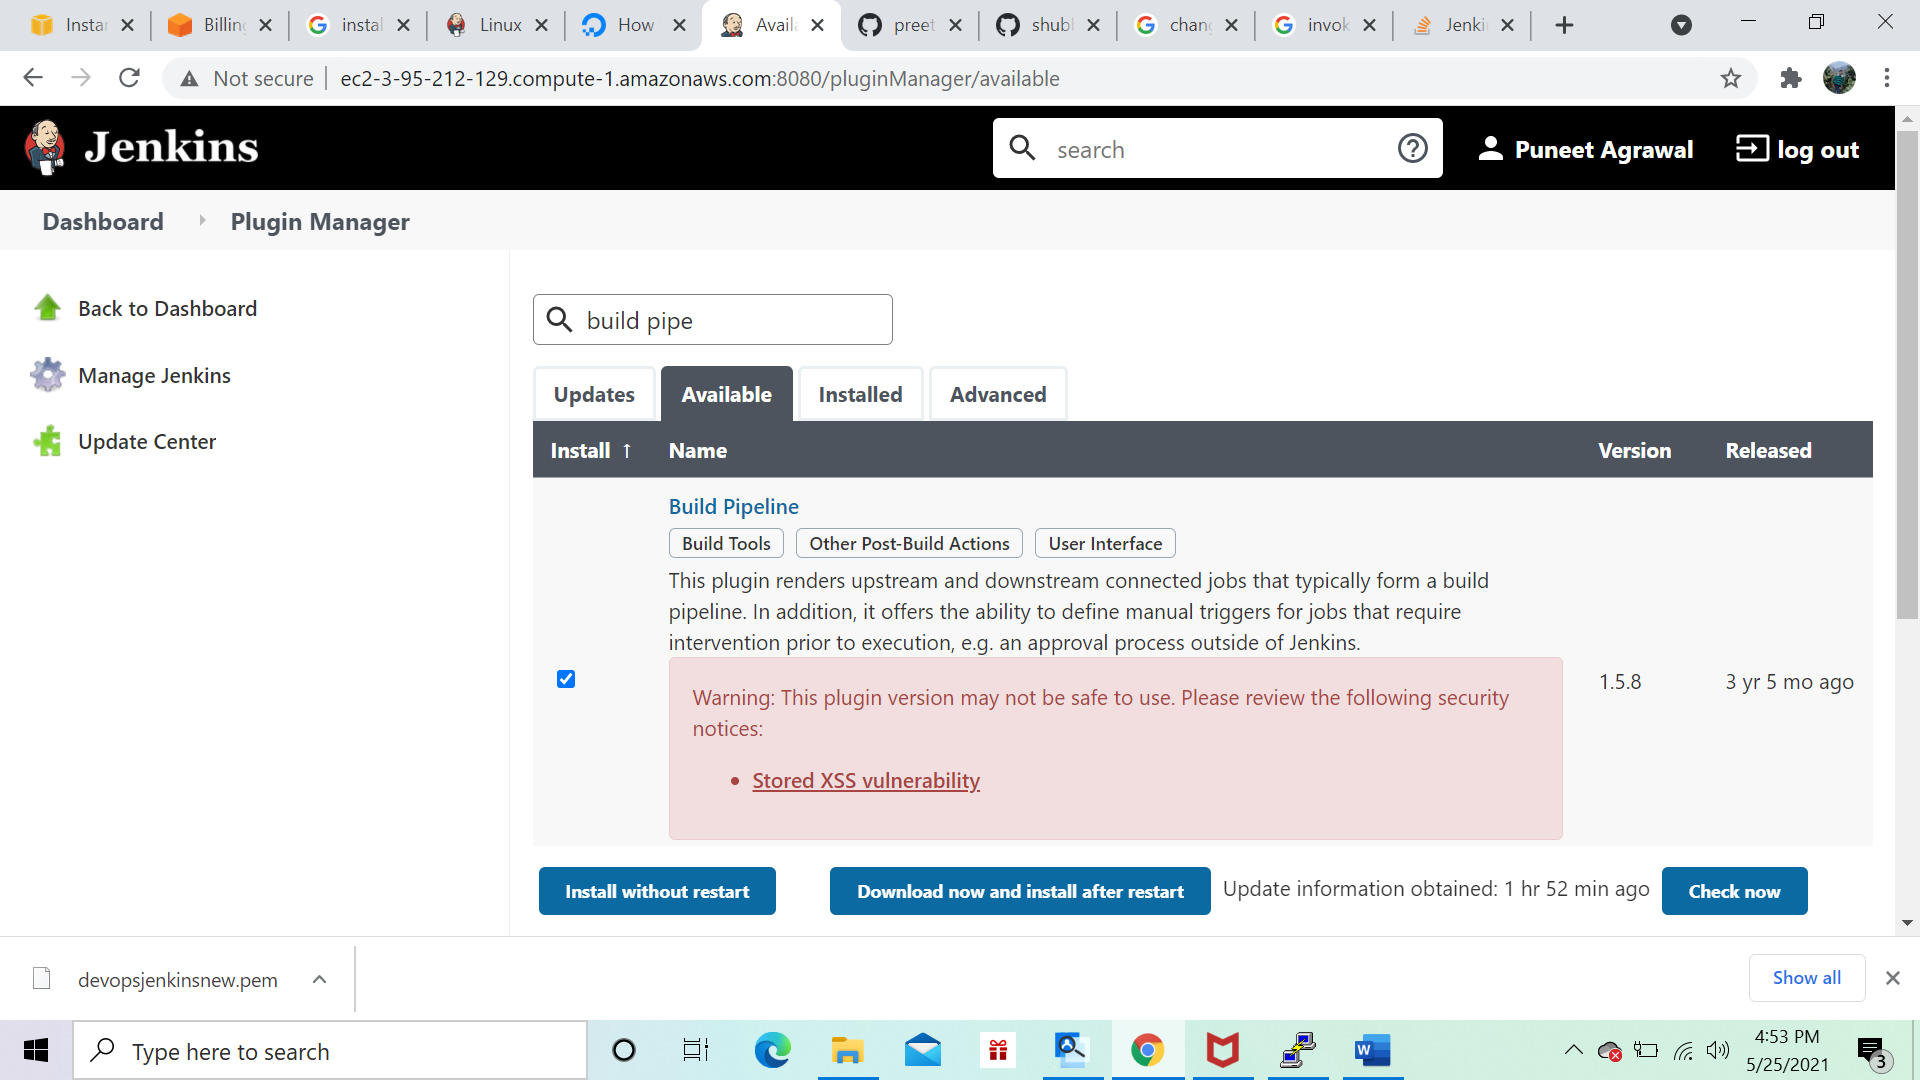 Instan
Billing
instal
Linux
How
Availa
preet
shubh
chang
invok
Jenkin
Not secure
ec2-3-95-212-129.compute-1.amazonaws.com:8080/pluginManager/available
Jenkins
search
Puneet Agrawal
log out
Dashboard
Plugin Manager
Back to Dashboard
Manage Jenkins
Update Center
build pipe
Updates
Available
Installed
Advanced
Install ↑
Name
Version
Released
Build Pipeline
Build Tools
Other Post-Build Actions
User Interface
This plugin renders upstream and downstream connected jobs that typically form a build
pipeline. In addition, it offers the ability to define manual triggers for jobs that require
intervention prior to execution, e.g. an approval process outside of Jenkins.
Warning: This plugin version may not be safe to use. Please review the following security
notices:
• Stored XSS vulnerability
1.5.8
3 yr 5 mo ago
Install without restart
Download now and install after restart
Update information obtained: 1 hr 52 min ago
Check now
devopsjenkinsnew.pem
Show all
Type here to search
4:53 PM
5/25/2021
3